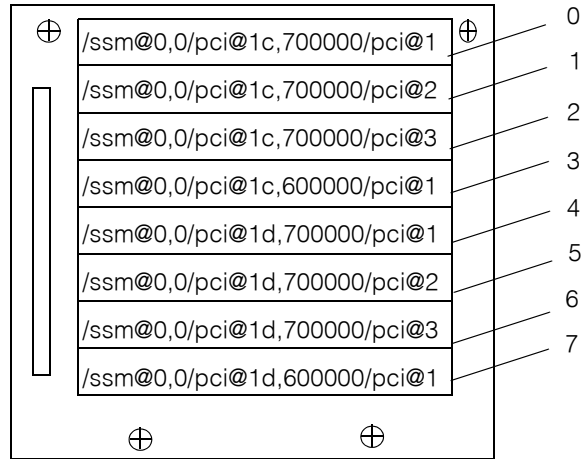 /ssm@0,0/pci@1c,700000/pci@1 0
/ssm@0,0/pci@1c,700000/pci@2 1
/ssm@0,0/pci@1c,700000/pci@3 2
/ssm@0,0/pci@1c,600000/pci@1 3
/ssm@0,0/pci@1d,700000/pci@1 4
/ssm@0,0/pci@1d,700000/pci@2 5
/ssm@0,0/pci@1d,700000/pci@3 6
/ssm@0,0/pci@1d,600000/pci@1 7